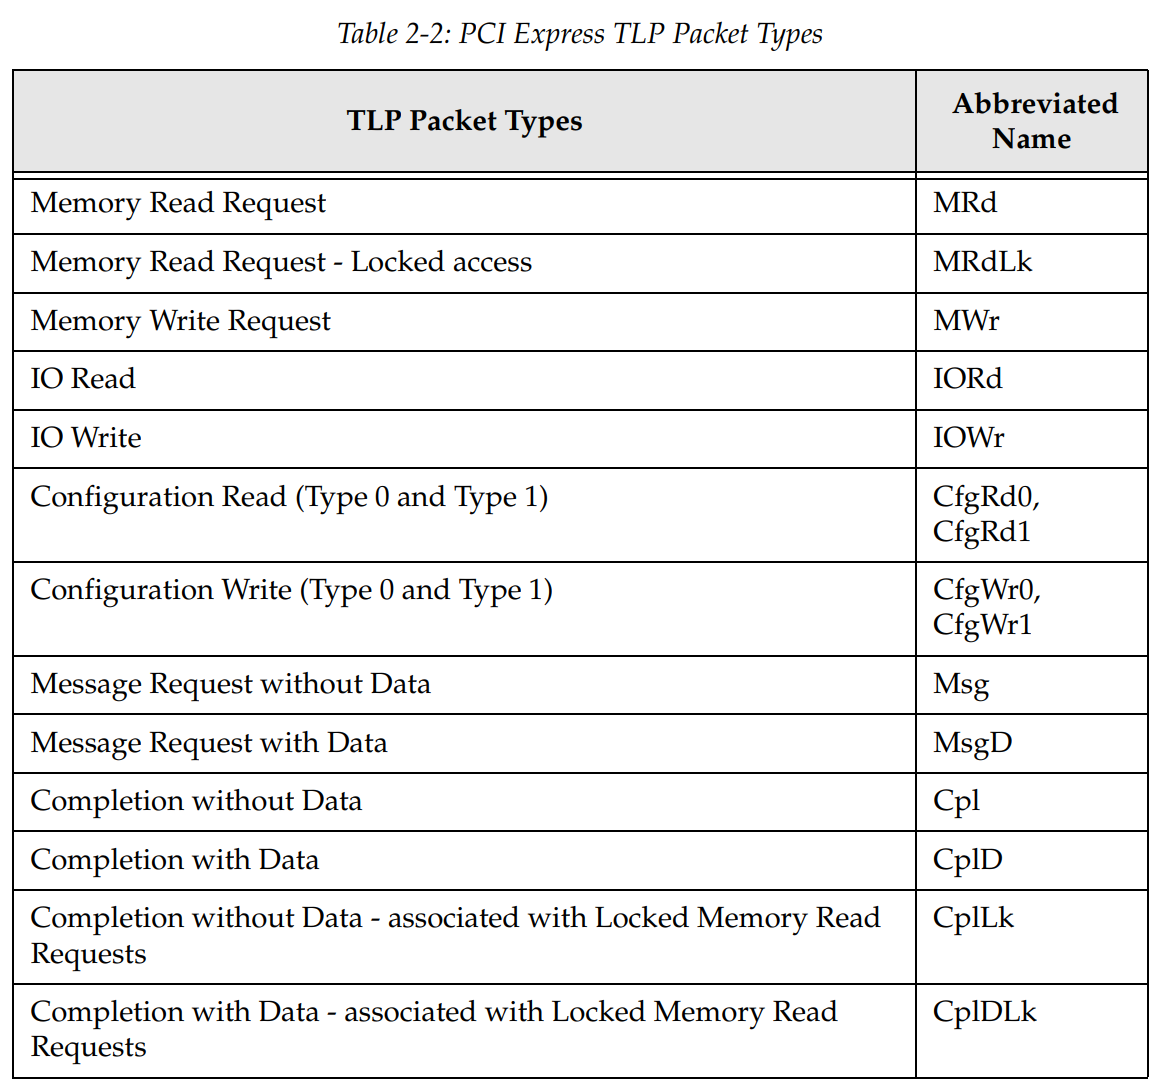 Table 2-2: PCI Express TLP Packet Types
TLP Packet Types
Abbreviated
Name
Memory Read Request
MRd
Memory Read Request - Locked access
MRdLk
Memory Write Request
MWr
IO Read
IORd
IO Write
IOWr
Configuration Read (Type 0 and Type 1)
CfgRd0,
CfgRd1
Configuration Write (Type 0 and Type 1)
CfgWr0,
CfgWr1
Message Request without Data
Msg
Message Request with Data
MsgD
Completion without Data
Cpl
Completion with Data
CplD
Completion without Data - associated with Locked Memory Read
Requests
CplLk
Completion with Data - associated with Locked Memory Read
Requests
CplDLk